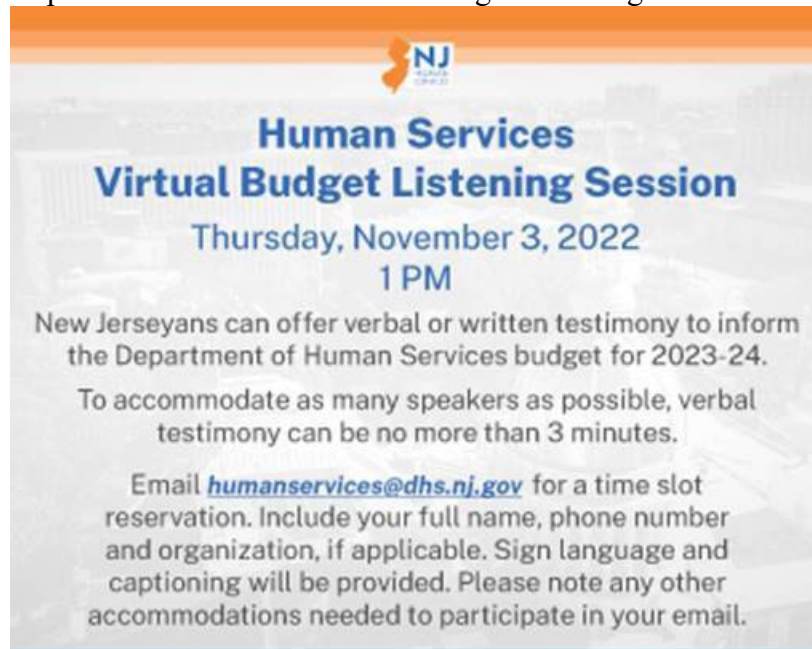 NJ
HUMAN
SERVICES
Human Services
Virtual Budget Listening Session
Thursday, November 3, 2022
1 PM
New Jerseyans can offer verbal or written testimony to inform
the Department of Human Services budget for 2023-24.
To accommodate as many speakers as possible, verbal
testimony can be no more than 3 minutes.
Email humanservices@dhs.nj.gov for a time slot
reservation. Include your full name, phone number
and organization, if applicable. Sign language and
captioning will be provided. Please note any other
accommodations needed to participate in your email.